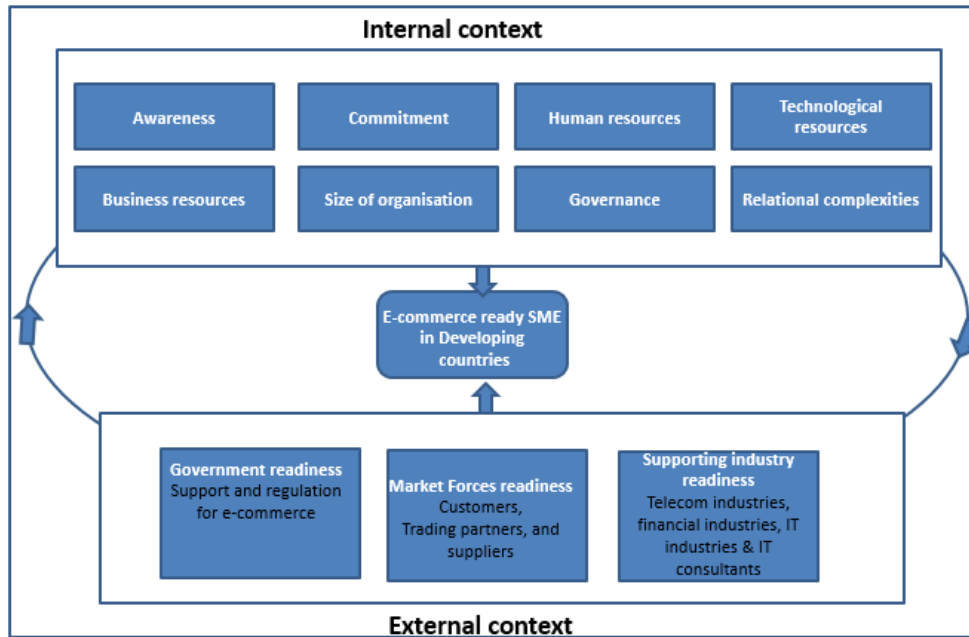 Internal context
Awareness
Commitment
Human resources
Technological
resources
Business resources
Size of organisation
Governance
Relational complexities
E-commerce ready SME
in Developing
countries
Government readiness
Support and regulation
for e-commerce
Market Forces readiness
Customers,
Trading partners, and
suppliers
Supporting industry
readiness
Telecom industries,
financial industries, IT
industries & IT
consultants
External context